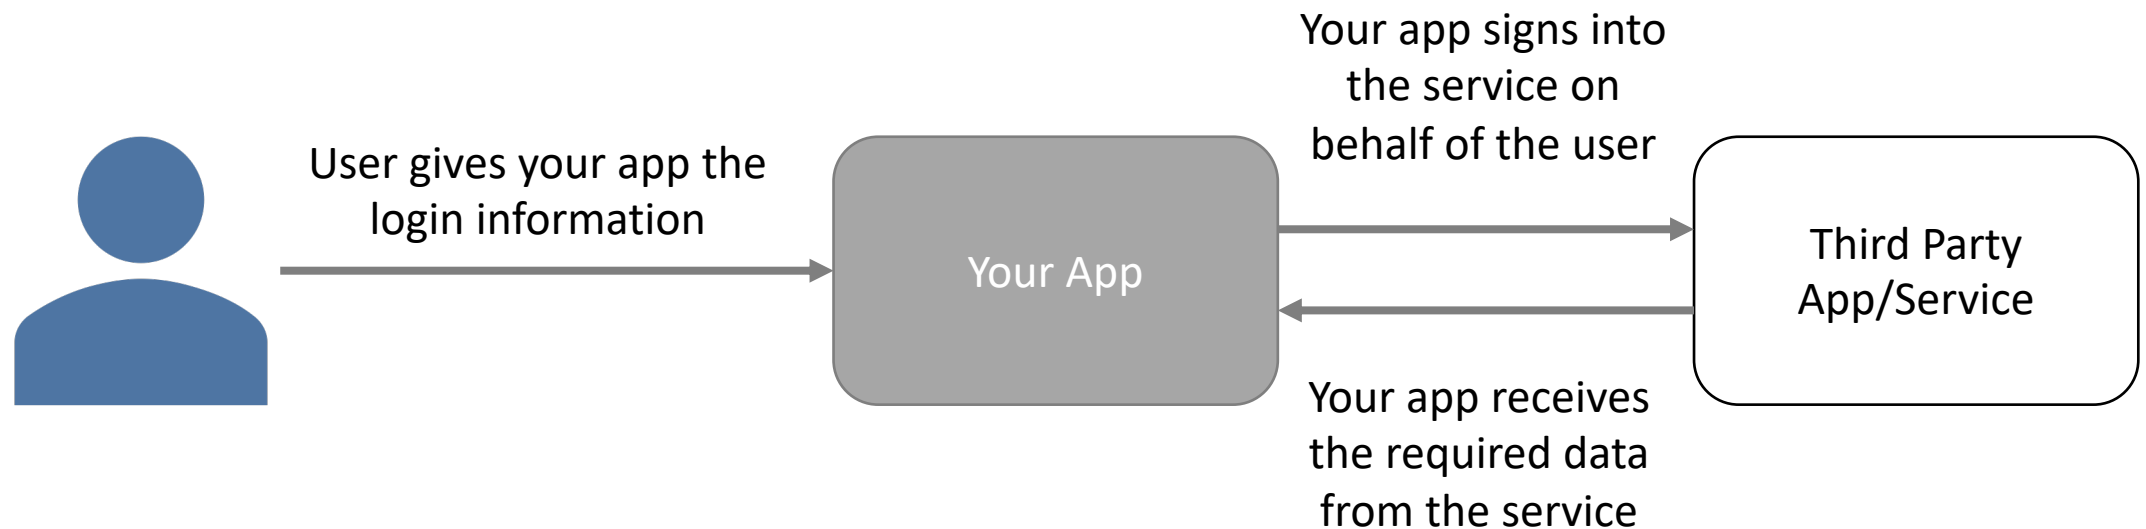 User gives your app the
login information
Your App
Your app signs into
the service on
behalf of the user
Your app receives
the required data
from the service
Third Party
App/Service